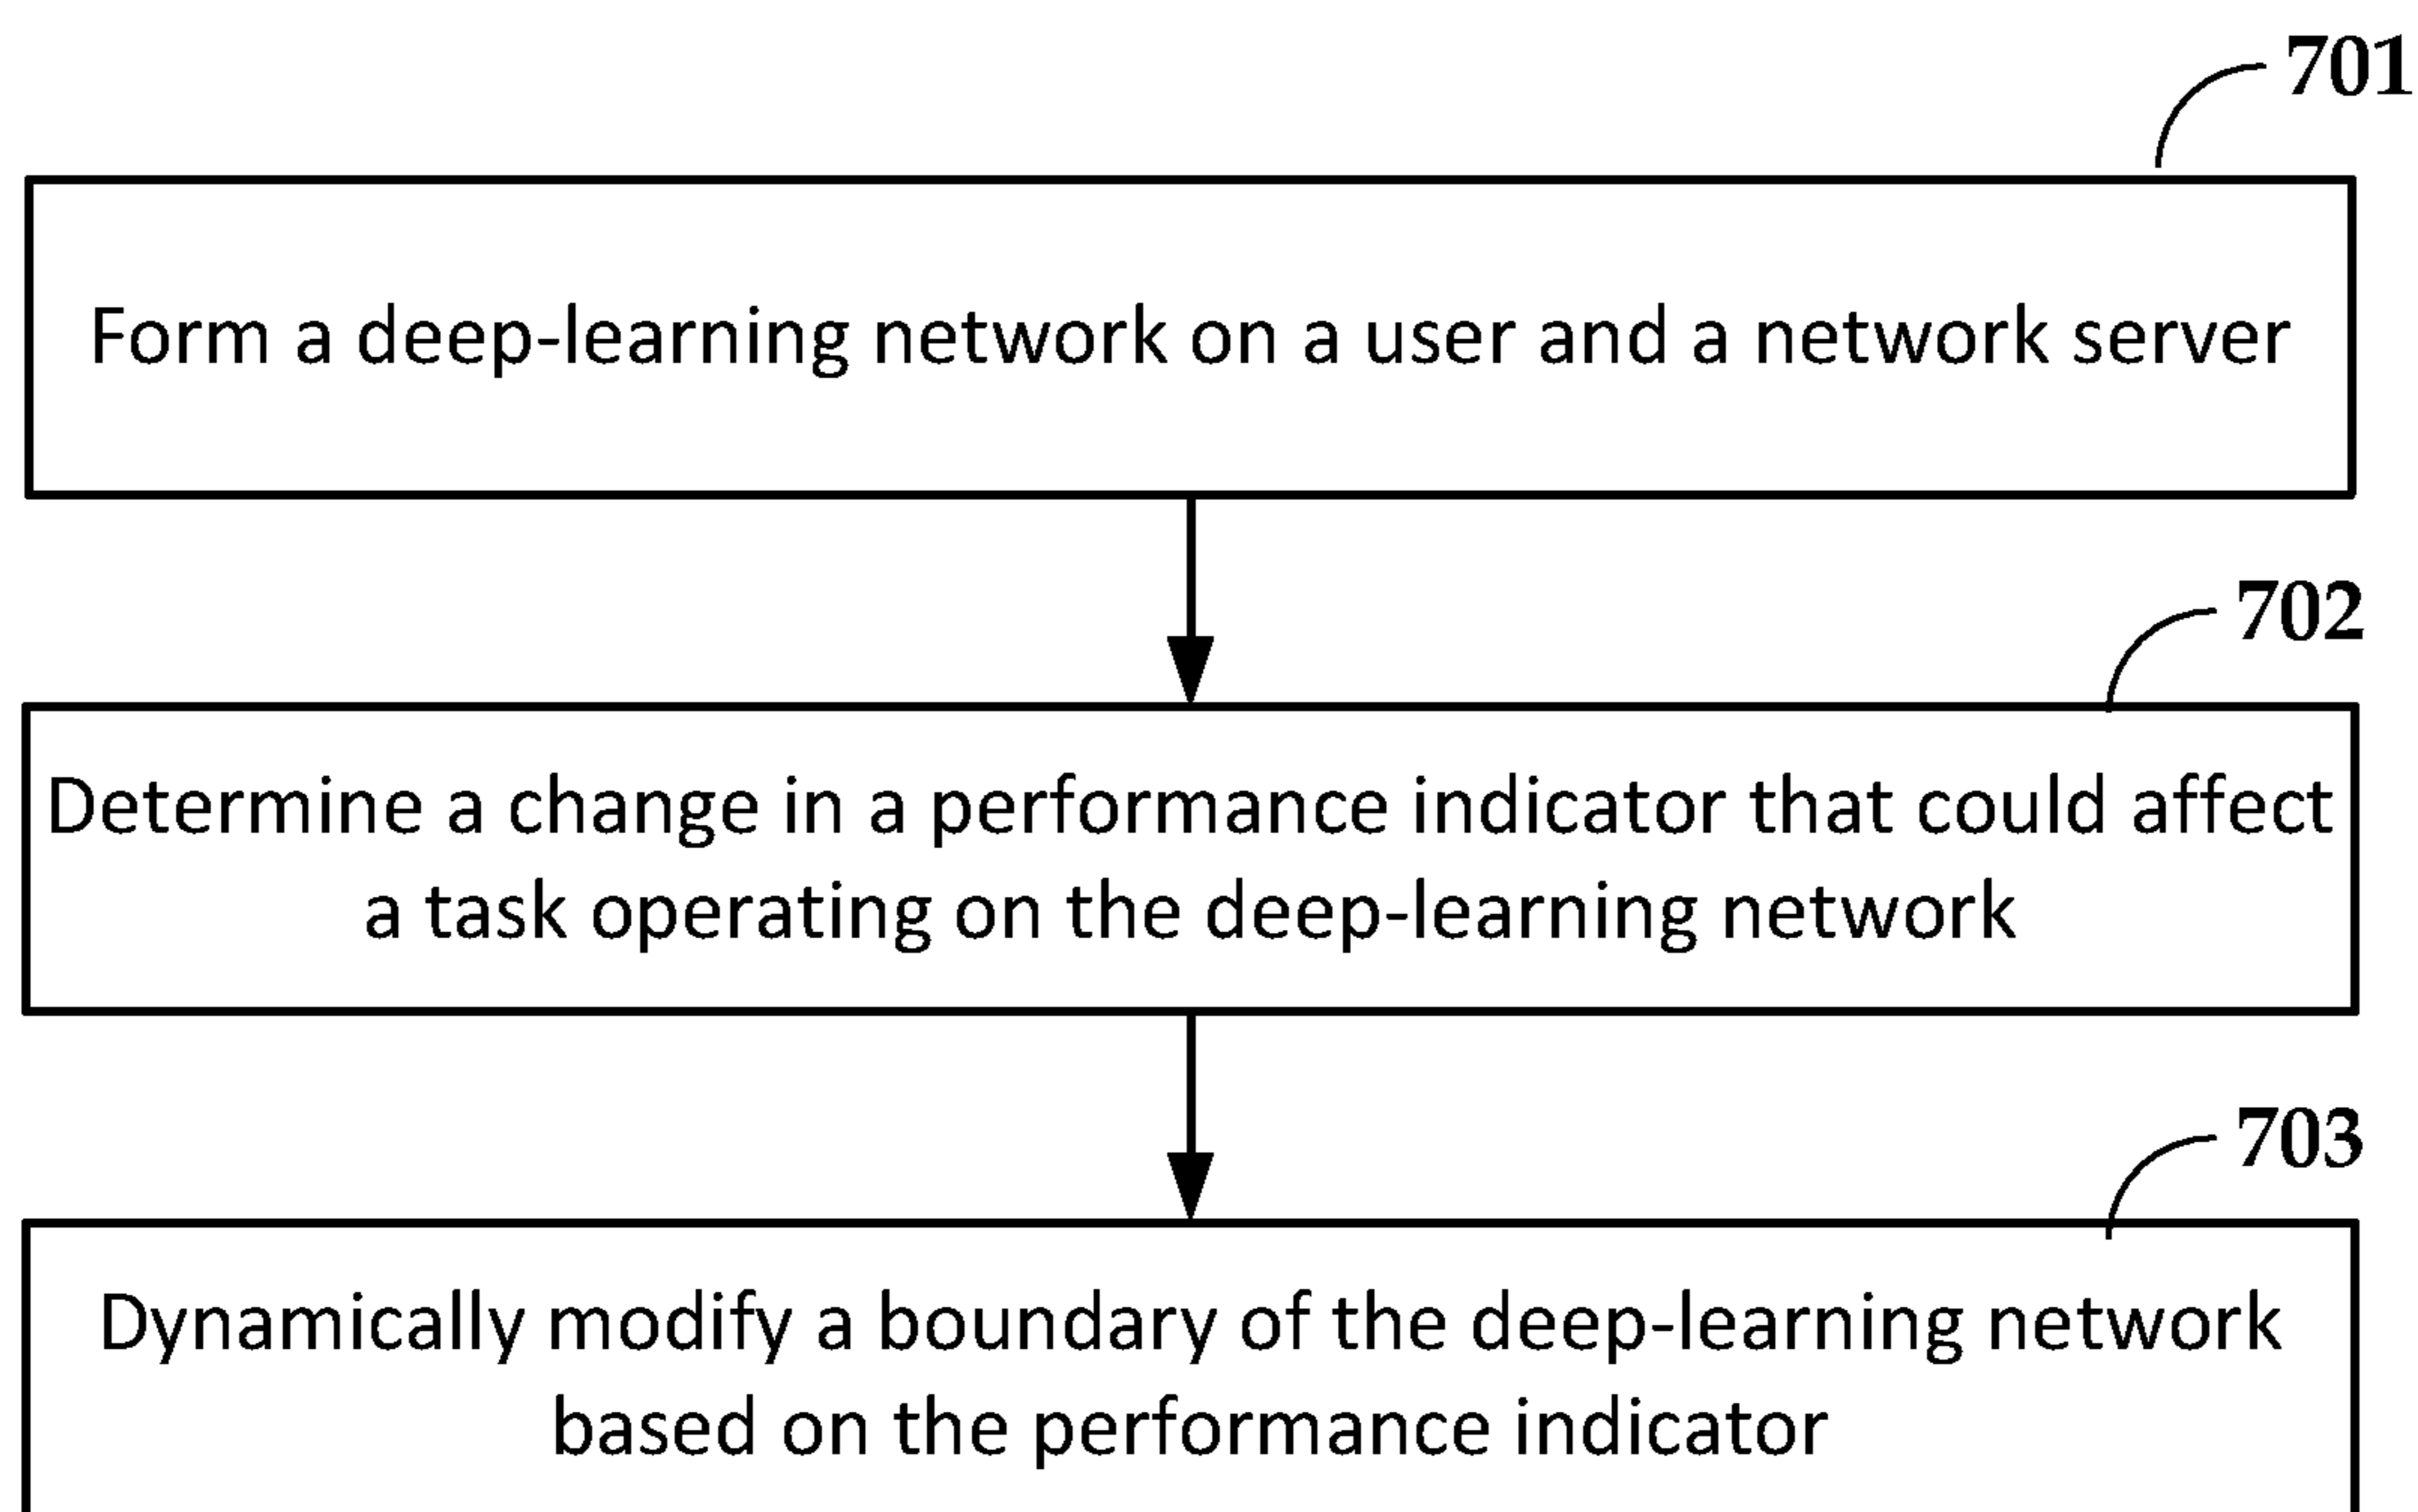 701
Form a deep-learning network on a user and a network server
702
Determine a change in a performance indicator that could affect
a task operating on the deep-learning network
703
Dynamically modify a boundary of the deep-learning network
based on the performance indicator